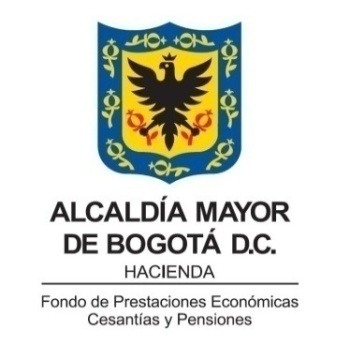 ALCALDÍA MAYOR
DE BOGOTÁ D.C.
HACIENDA
Fondo de Prestaciones Económicas
Cesantías y Pensiones